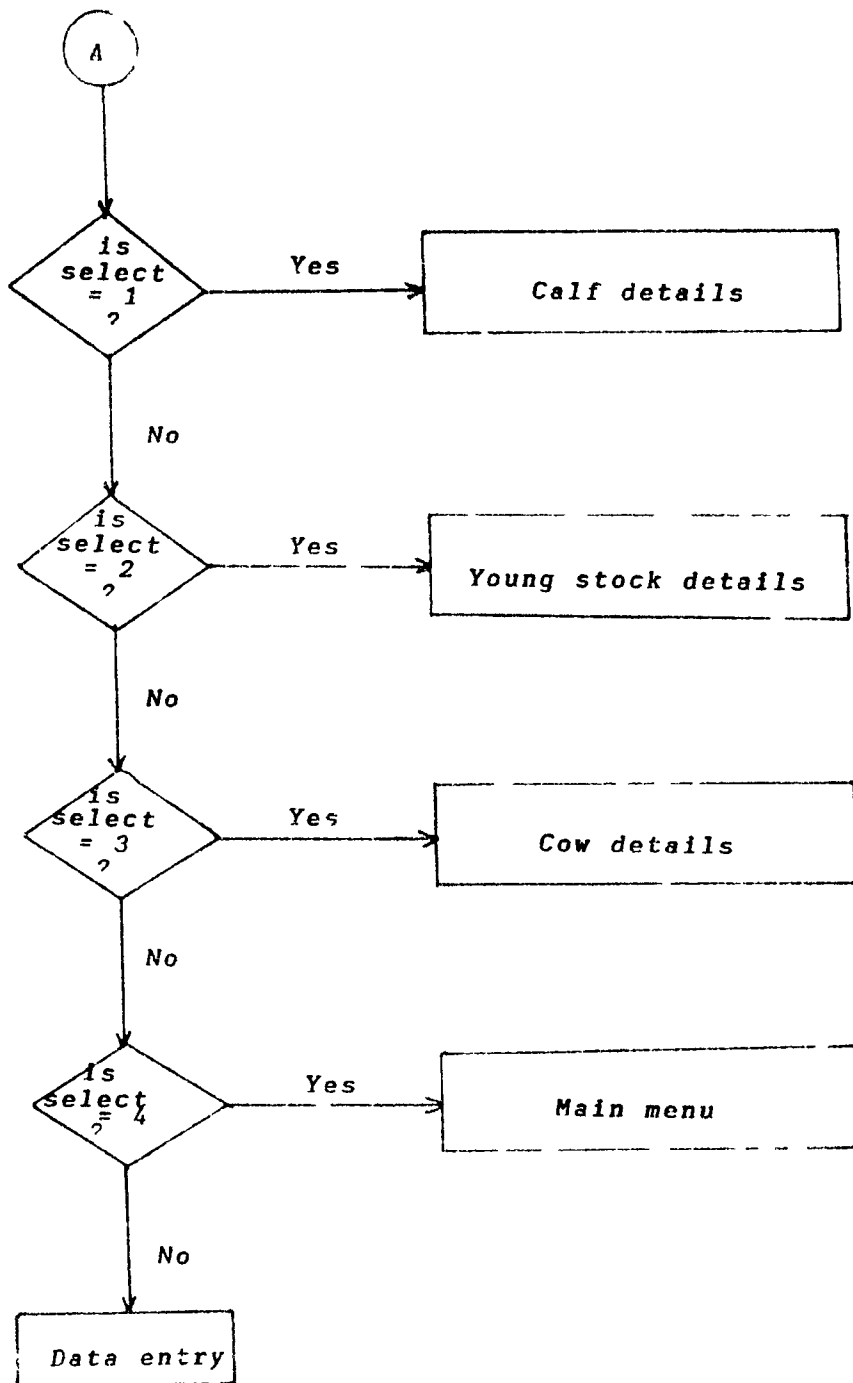 A
is
select
= 1
?
Yes
Calf details
No
is
select
= 2
?
Yes
Young stock details
No
is
select
= 3
?
Yes
Cow details
No
is
select
= 4
?
Yes
Main menu
No
Data entry